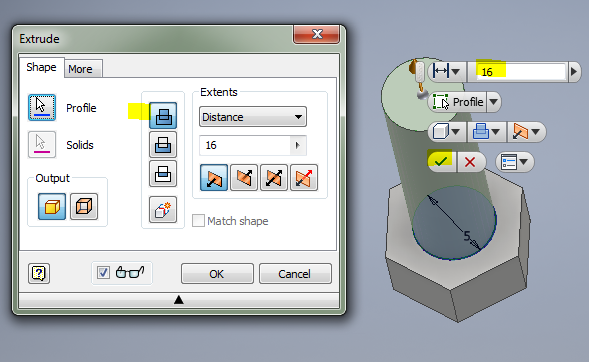 Extrude
Shape
More
Profile
Solids
Output
Extents
Distance
16
Match shape
OK
Cancel
16
Profile
5